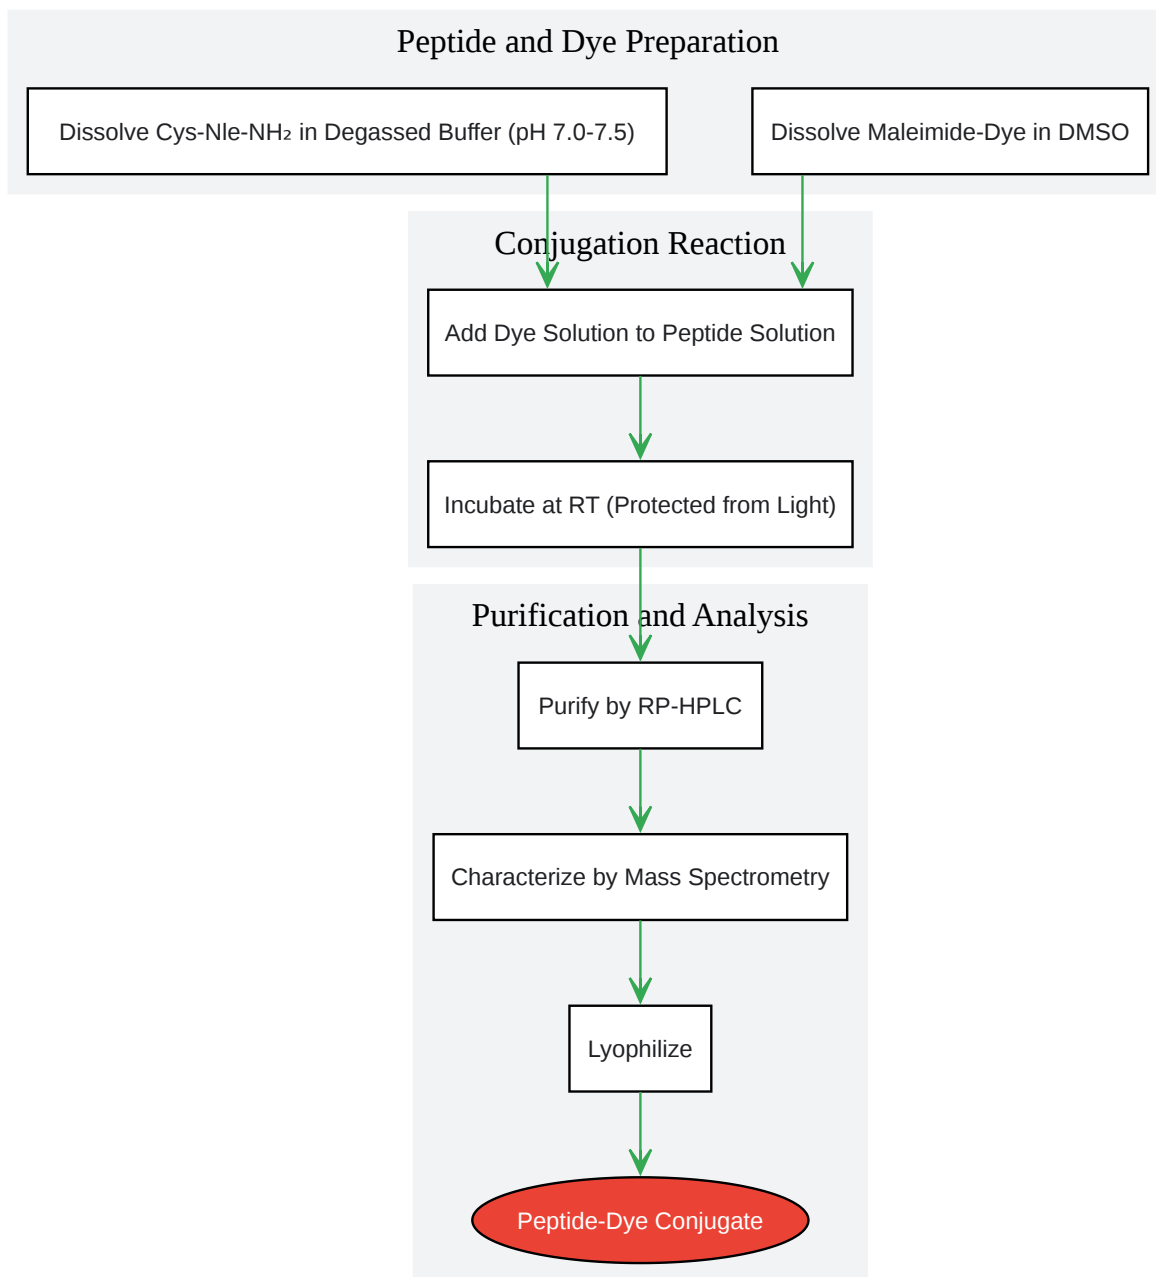 Peptide and Dye Preparation
Dissolve Cys-Nle-NH₂ in Degassed Buffer (pH 7.0-7.5)
Dissolve Maleimide-Dye in DMSO
Conjugation Reaction
Add Dye Solution to Peptide Solution
Incubate at RT (Protected from Light)
Purification and Analysis
Purify by RP-HPLC
Characterize by Mass Spectrometry
Lyophilize
Peptide-Dye Conjugate